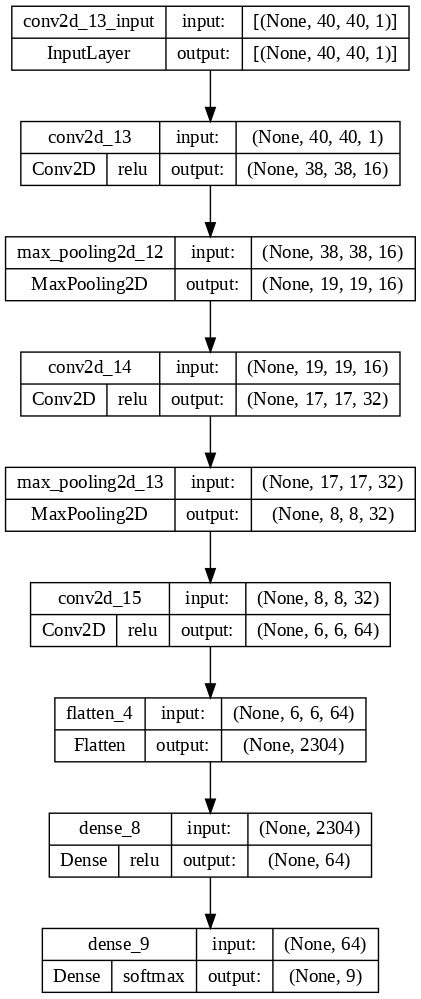 conv2d_13_input input: [(None, 40, 40, 1)]
InputLayer output: [(None, 40, 40, 1)]
conv2d_13 input: (None, 40, 40, 1)
Conv2D relu output: (None, 38, 38, 16)
max_pooling2d_12 input: (None, 38, 38, 16)
MaxPooling2D output: (None, 19, 19, 16)
conv2d_14 input: (None, 19, 19, 16)
Conv2D relu output: (None, 17, 17, 32)
max_pooling2d_13 input: (None, 17, 17, 32)
MaxPooling2D output: (None, 8, 8, 32)
conv2d_15 input: (None, 8, 8, 32)
Conv2D relu output: (None, 6, 6, 64)
flatten_4 input: (None, 6, 6, 64)
Flatten output: (None, 2304)
dense_8 input: (None, 2304)
Dense relu output: (None, 64)
dense_9 input: (None, 64)
Dense softmax output: (None, 9)